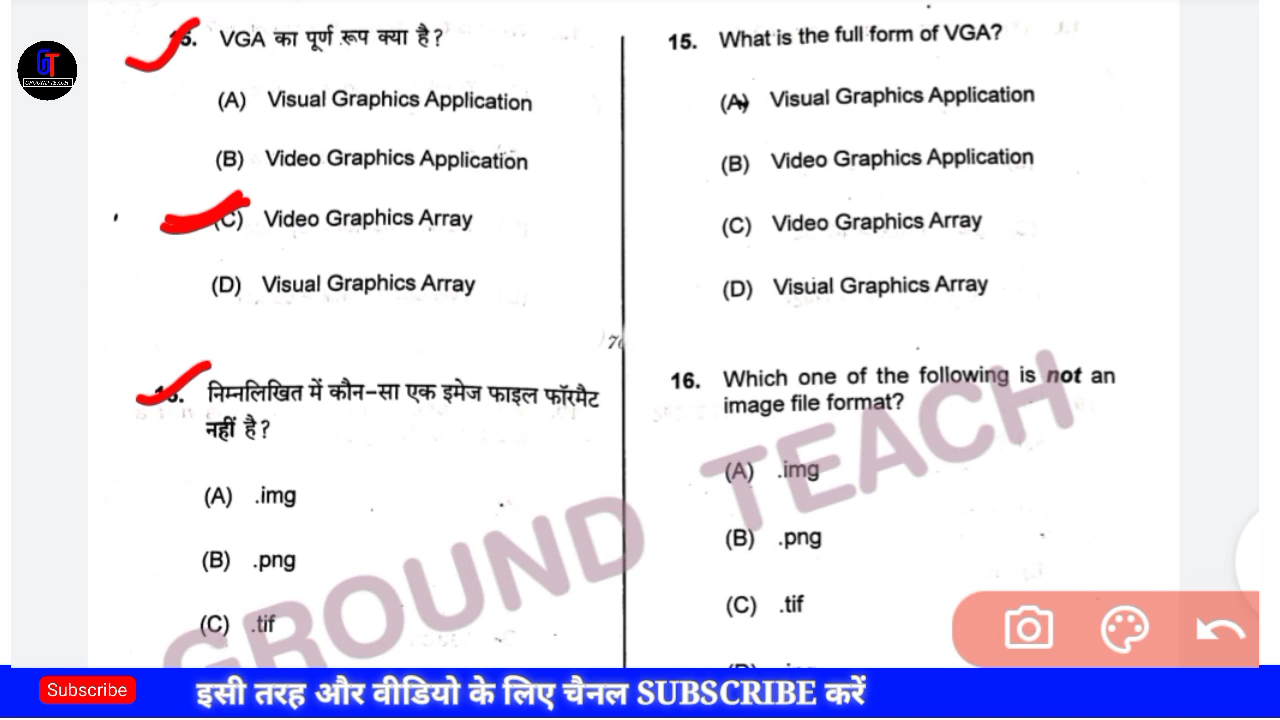 15. VGA का पूर्ण रूप क्या है?
(A) Visual Graphics Application
(B) Video Graphics Application
(C) Video Graphics Array
(D) Visual Graphics Array
निम्नलिखित में कौन-सा एक इमेज फाइल फॉरमैट
नहीं है?
(A) .img
(B) .png
(C) .tif
15. What is the full form of VGA?
(A) Visual Graphics Application
(B) Video Graphics Application
(C) Video Graphics Array
(D) Visual Graphics Array
16. Which one of the following is not an
image file format?
(A) .img
(B) .png
(C) .tif
GROUND TEACH
GT
Subscribe
इसी तरह और वीडियो के लिए चैनल SUBSCRIBE करें